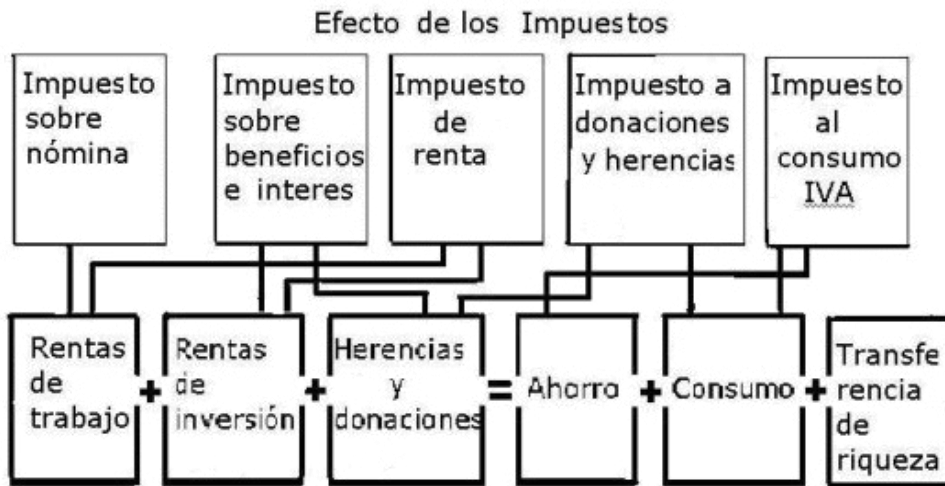 Efecto de los Impuestos
Impuesto
sobre
nómina
Impuesto
sobre
beneficios
e interes
Impuesto
de
renta
Impuesto a
donaciones
y herencias
Impuesto
al
consumo
IVA
Rentas
de
trabajo
+
Rentas
de
inversión
+
Herencias
y
donaciones
=
Ahorro
+
Consumo
+
Transfe
rencia
de
riqueza